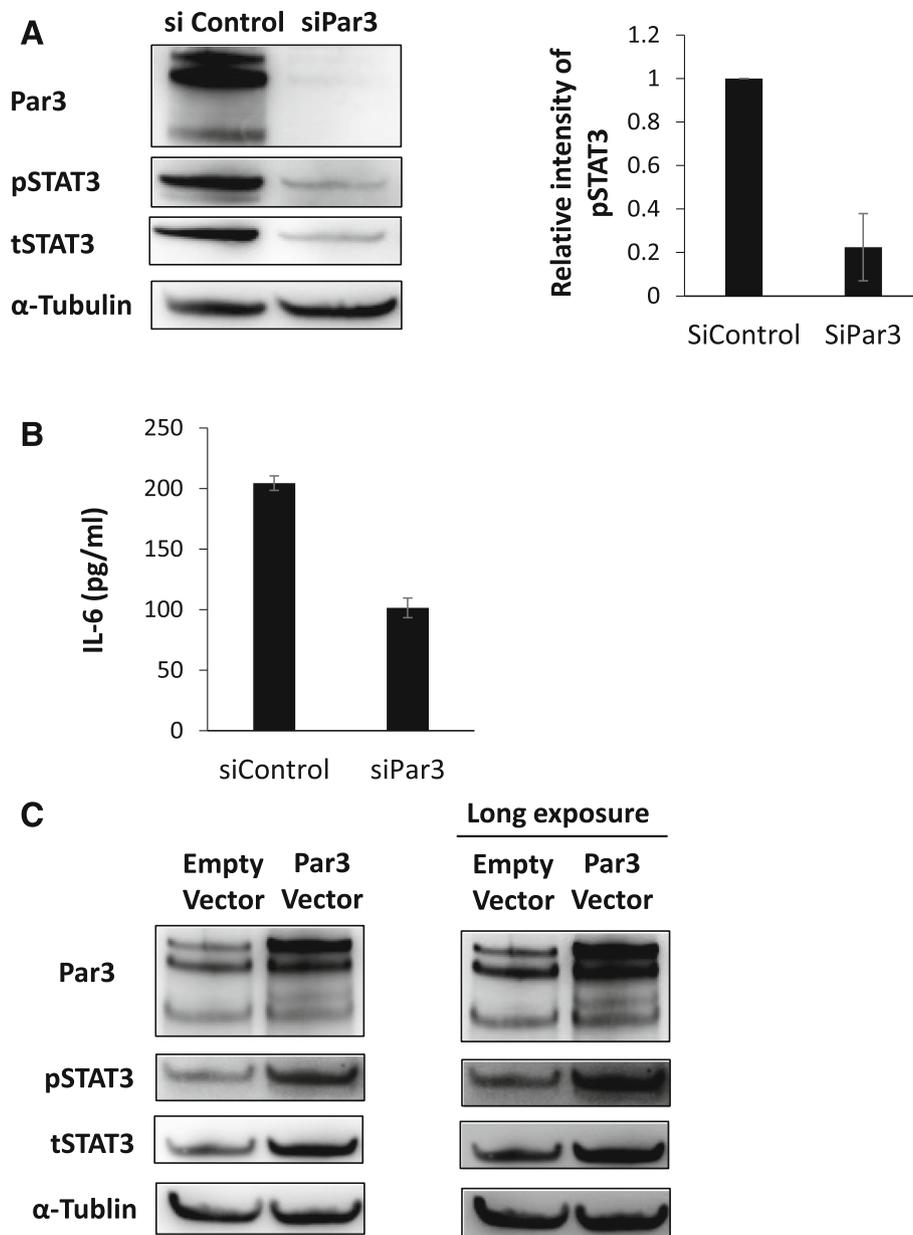 A
si Control siPar3
Par3
pSTAT3
tSTAT3
α-Tubulin
Relative intensity of
pSTAT3
1.2
1
0.8
0.6
0.4
0.2
0
SiControl SiPar3
B
IL-6 (pg/ml)
250
200
150
100
50
0
siControl siPar3
C
Long exposure
Empty Par3
Vector Vector
Empty Par3
Vector Vector
Par3
pSTAT3
tSTAT3
α-Tublin